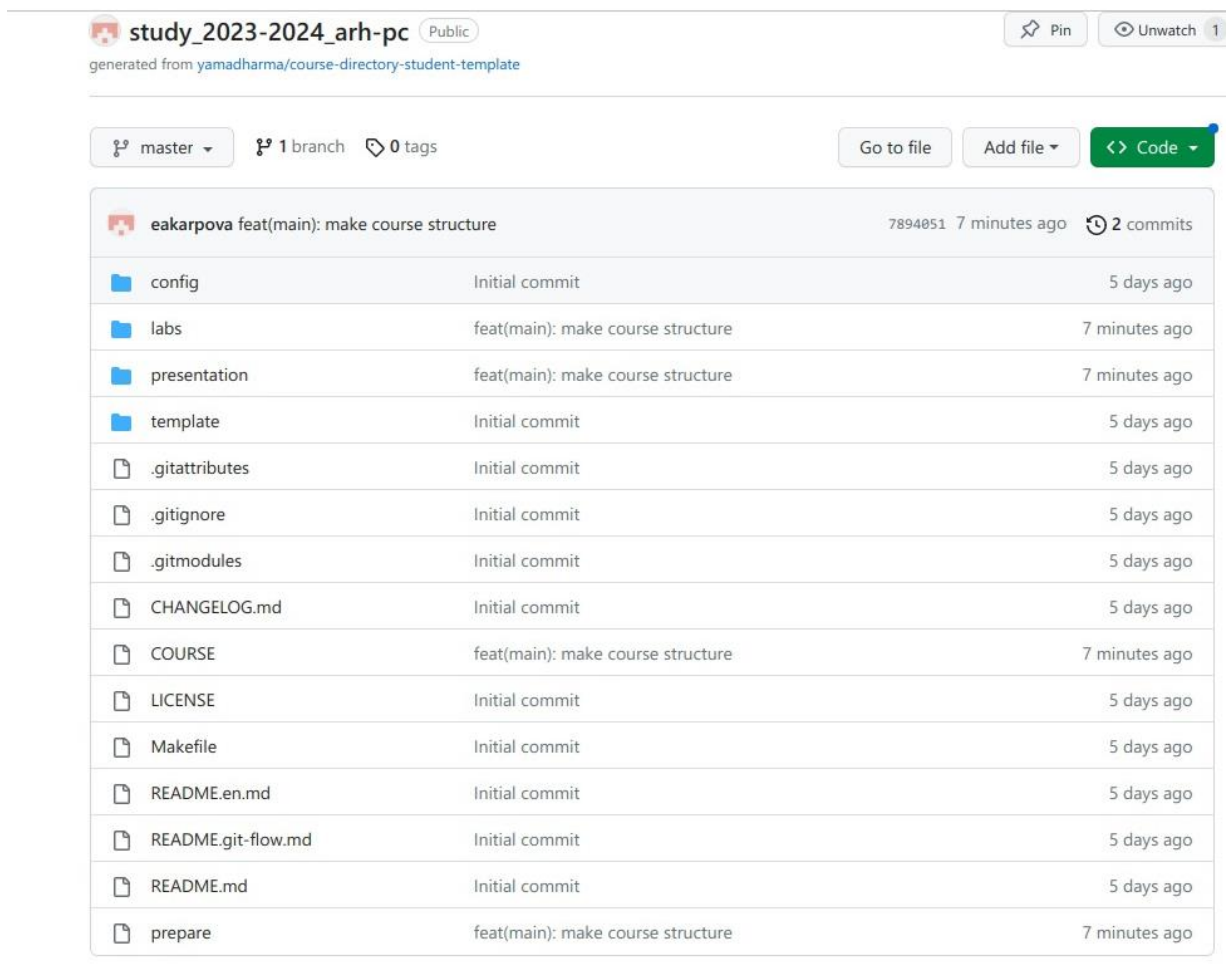 study_2023-2024_arh-pc Public Pin Unwatch 1
generated from yamadharma/course-directory-student-template
master 1 branch 0 tags Go to file Add file <> Code
eakarpova feat(main): make course structure 7894051 7 minutes ago 2 commits
config Initial commit 5 days ago
labs feat(main): make course structure 7 minutes ago
presentation feat(main): make course structure 7 minutes ago
template Initial commit 5 days ago
.gitattributes Initial commit 5 days ago
.gitignore Initial commit 5 days ago
.gitmodules Initial commit 5 days ago
CHANGELOG.md Initial commit 5 days ago
COURSE feat(main): make course structure 7 minutes ago
LICENSE Initial commit 5 days ago
Makefile Initial commit 5 days ago
README.en.md Initial commit 5 days ago
README.git-flow.md Initial commit 5 days ago
README.md Initial commit 5 days ago
prepare feat(main): make course structure 7 minutes ago